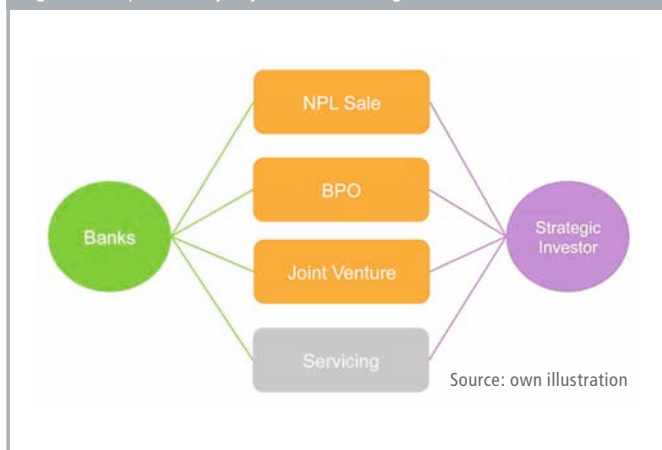 NPL Sale
BPO
Banks
Strategic
Investor
Joint Venture
Servicing
Source: own illustration